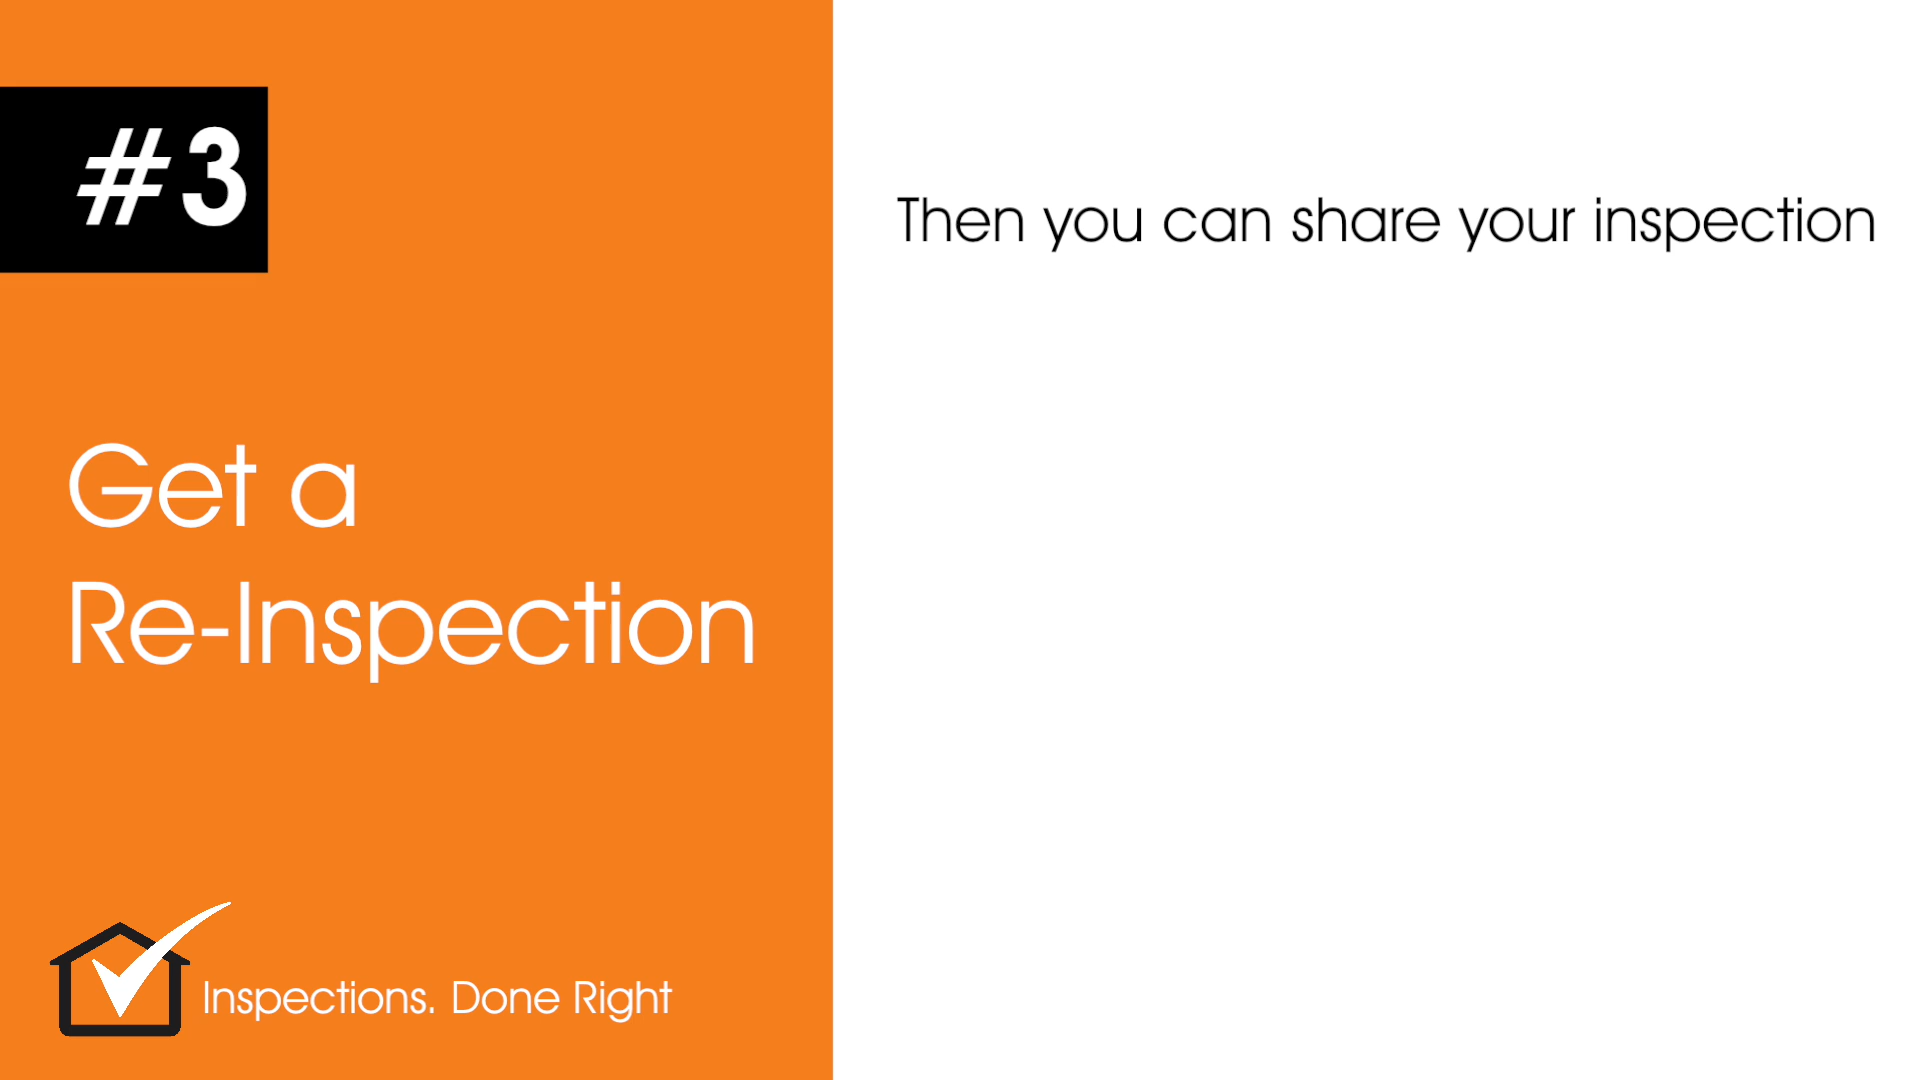 #3
Get a
Re-Inspection
Inspections. Done Right
Then you can share your inspection